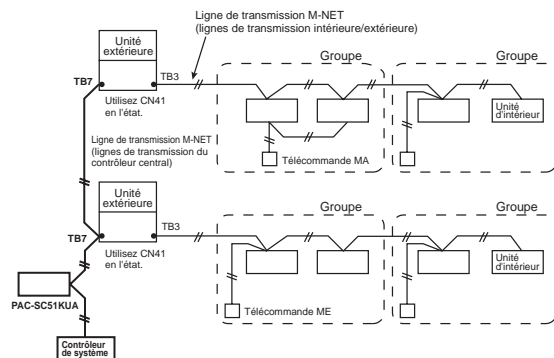 Ligne de transmission M-NET
(lignes de transmission intérieure/extérieure)
Unité
extérieure
Groupe
Groupe
TB7
TB3
Utilisez CN41
en l'état.
Unité
d'intérieur
Ligne de transmission M-NET
(lignes de transmission du
contrôleur central)
Télécommande MA
Unité
extérieure
Groupe
Groupe
TB7
TB3
Utilisez CN41
en l'état.
Unité
d'intérieur
PAC-SC51KUA
Télécommande ME
Contrôleur
de système